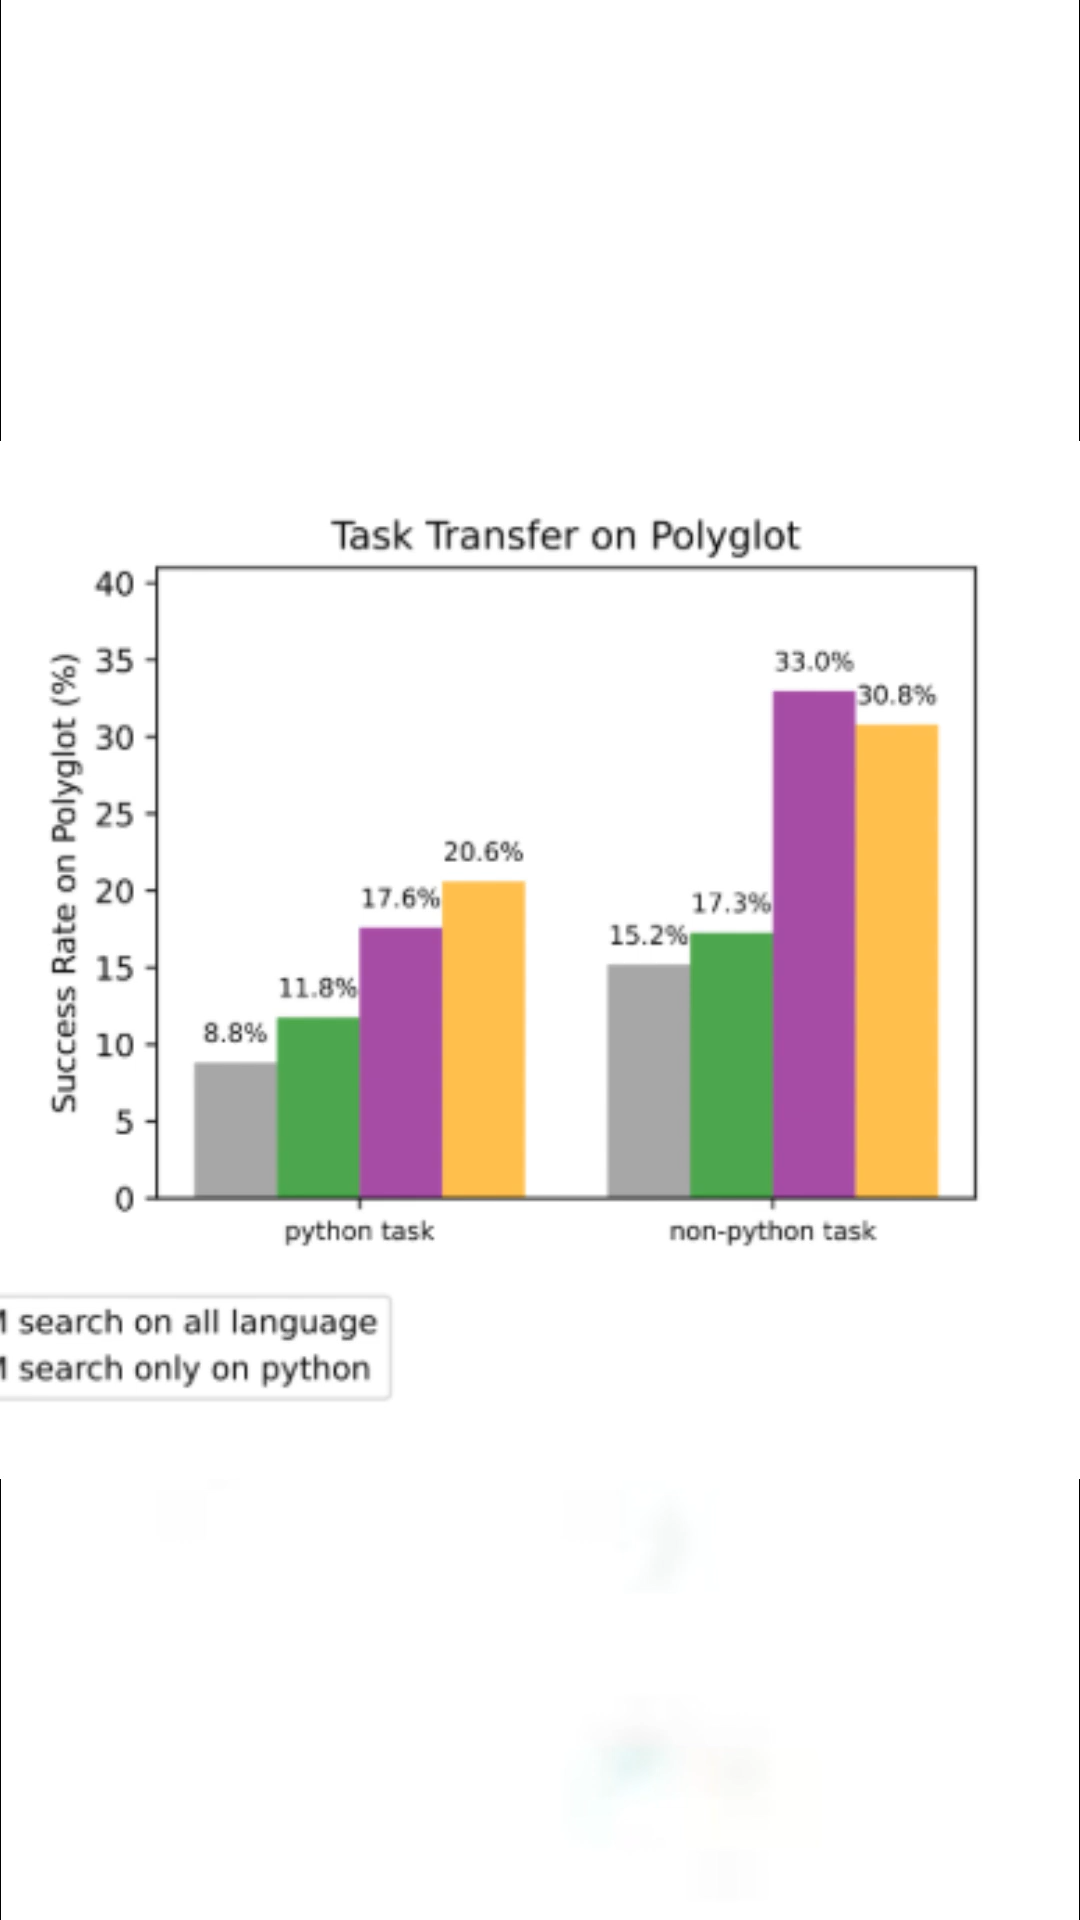 Task Transfer on Polyglot
Success Rate on Polyglot (%)
40
35
30
25
20
15
10
5
0
8.8%
11.8%
17.6%
20.6%
15.2%
17.3%
33.0%
30.8%
python task
non-python task
search on all language
search only on python